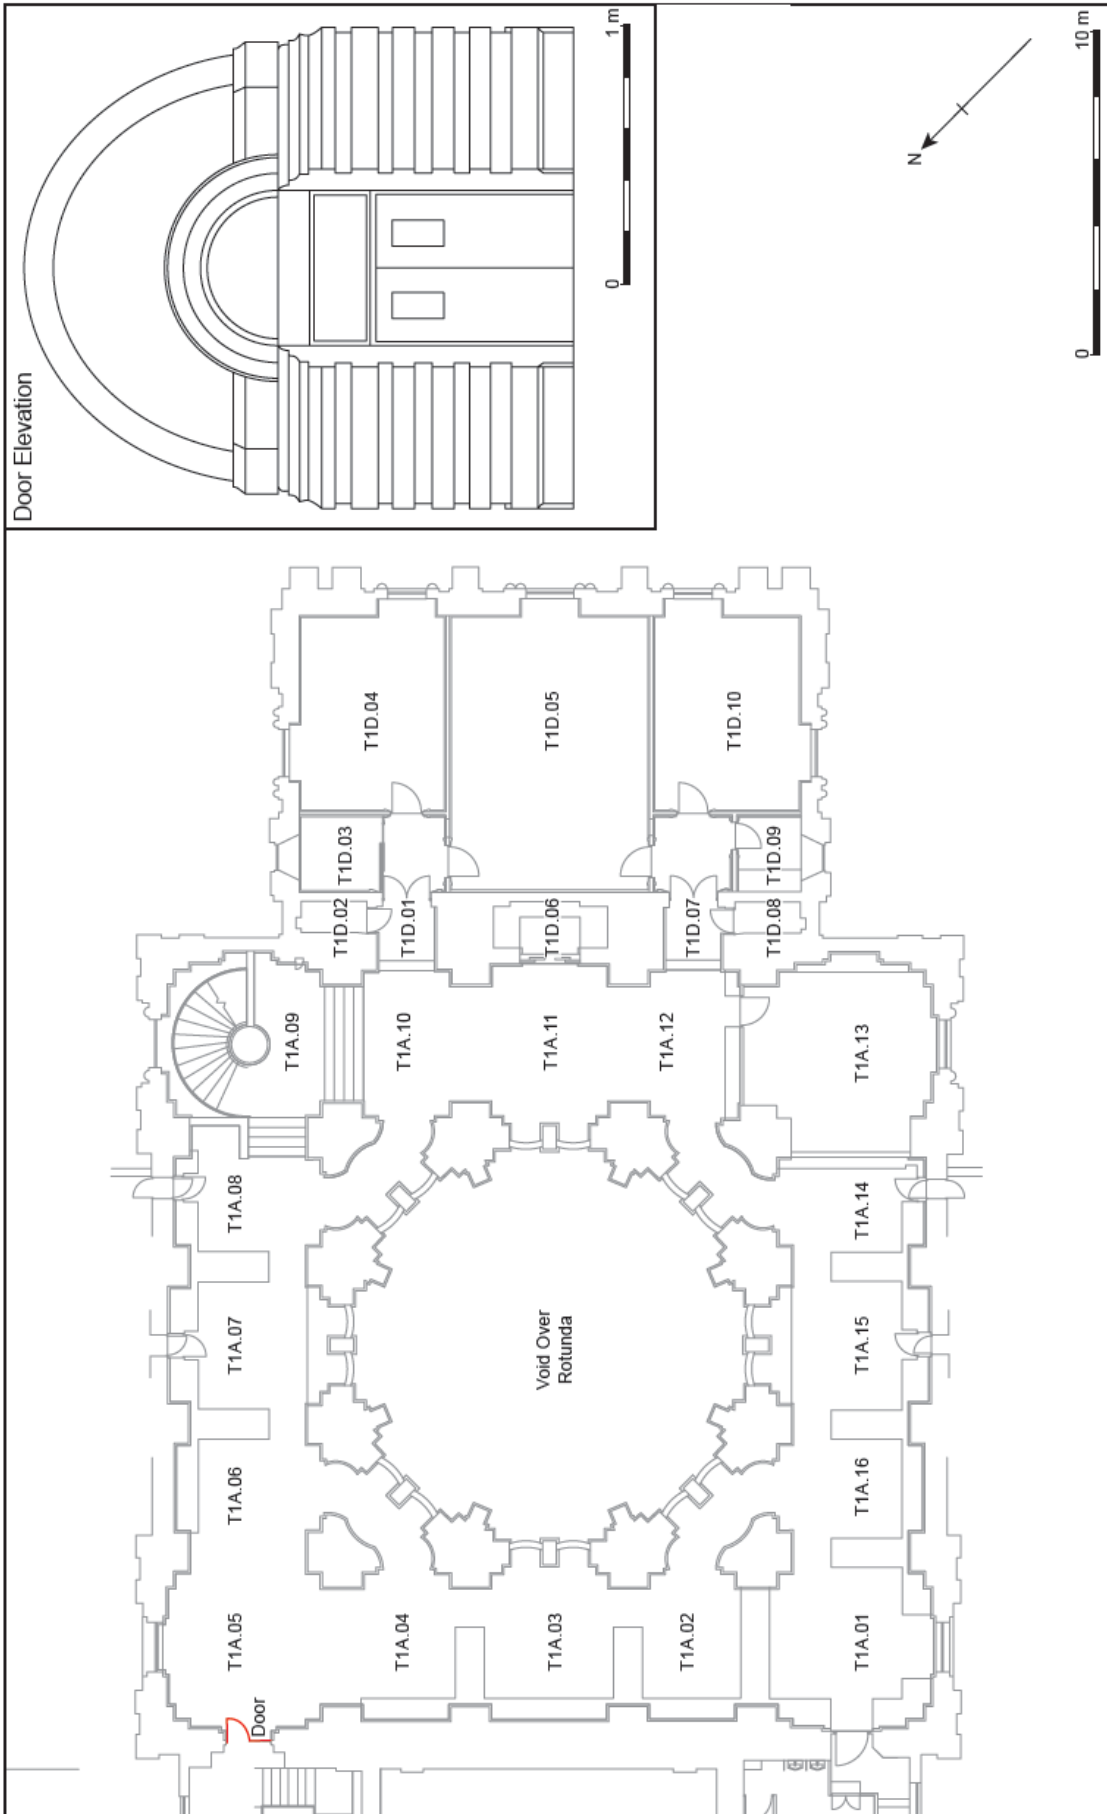 Door Elevation
0
1 m
N
0
10 m
T1D.04
T1D.05
T1D.10
T1D.03
T1D.09
T1D.02
T1D.01
T1D.06
T1D.07
T1D.08
T1A.09
T1A.10
T1A.11
T1A.12
T1A.13
T1A.08
T1A.14
T1A.07
Void Over
Rotunda
T1A.15
T1A.06
T1A.16
T1A.05
T1A.04
T1A.03
T1A.02
T1A.01
Door